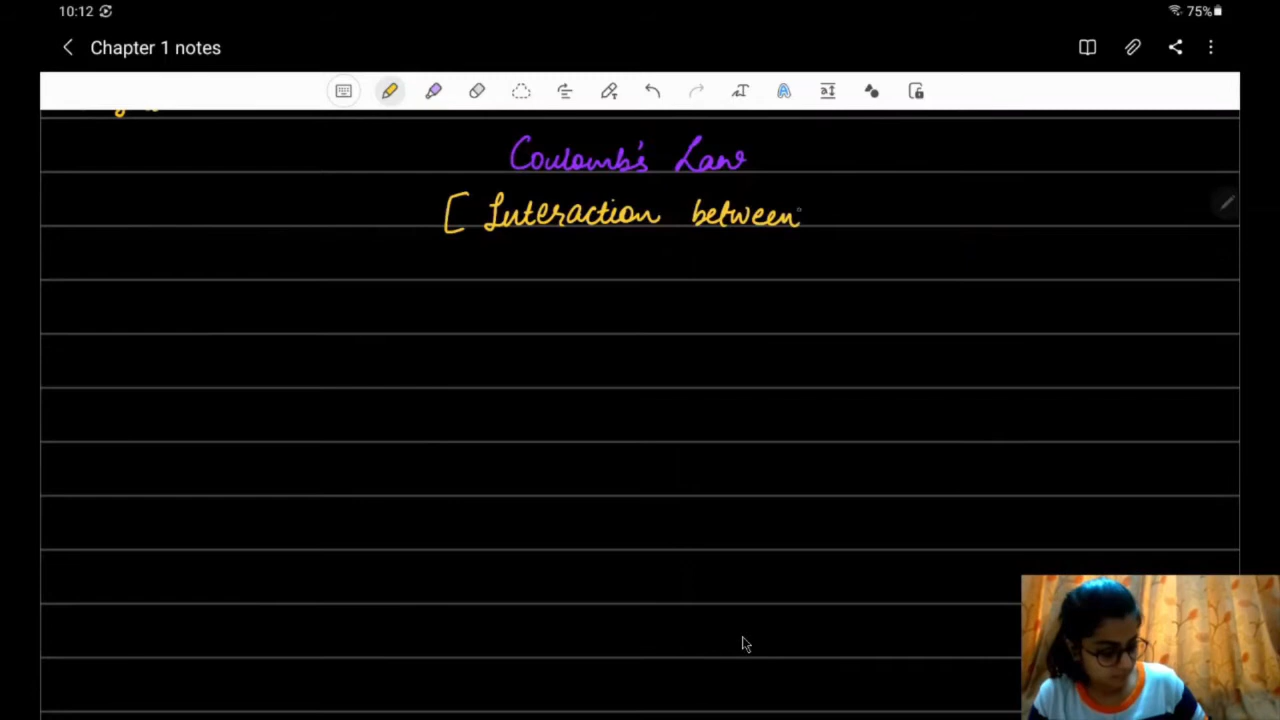 10:12
75%
Chapter 1 notes
Coulomb's Law
[ Interaction between